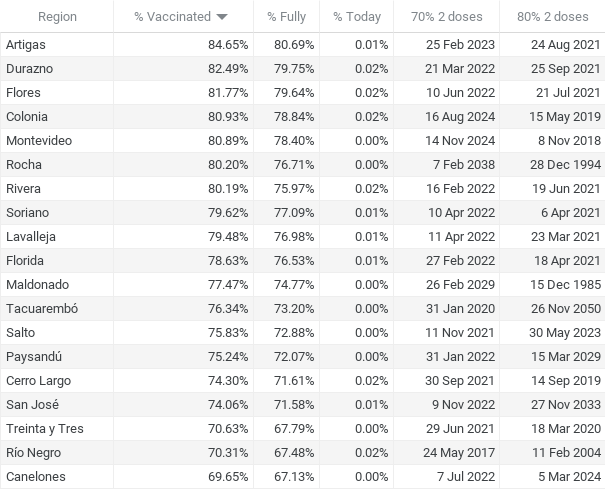 Region % Vaccinated % Fully % Today 70% 2 doses 80% 2 doses
Artigas 84.65% 80.69% 0.01% 25 Feb 2023 24 Aug 2021
Durazno 82.49% 79.75% 0.02% 21 Mar 2022 25 Sep 2021
Flores 81.77% 79.64% 0.02% 10 Jun 2022 21 Jul 2021
Colonia 80.93% 78.84% 0.02% 16 Aug 2024 15 May 2019
Montevideo 80.89% 78.40% 0.00% 14 Nov 2024 8 Nov 2018
Rocha 80.20% 76.71% 0.00% 7 Feb 2038 28 Dec 1994
Rivera 80.19% 75.97% 0.02% 16 Feb 2022 19 Jun 2021
Soriano 79.62% 77.09% 0.01% 10 Apr 2022 6 Apr 2021
Lavalleja 79.48% 76.98% 0.01% 11 Apr 2022 23 Mar 2021
Florida 78.63% 76.53% 0.01% 27 Feb 2022 18 Apr 2021
Maldonado 77.47% 74.77% 0.00% 26 Feb 2029 15 Dec 1985
Tacuarembó 76.34% 73.20% 0.00% 31 Jan 2020 26 Nov 2050
Salto 75.83% 72.88% 0.00% 11 Nov 2021 30 May 2023
Paysandú 75.24% 72.07% 0.00% 31 Jan 2022 15 Mar 2029
Cerro Largo 74.30% 71.61% 0.02% 30 Sep 2021 14 Sep 2019
San José 74.06% 71.58% 0.01% 9 Nov 2022 27 Nov 2033
Treinta y Tres 70.63% 67.79% 0.00% 29 Jun 2021 18 Mar 2020
Río Negro 70.31% 67.48% 0.02% 24 May 2017 11 Feb 2004
Canelones 69.65% 67.13% 0.00% 7 Jul 2022 5 Mar 2024